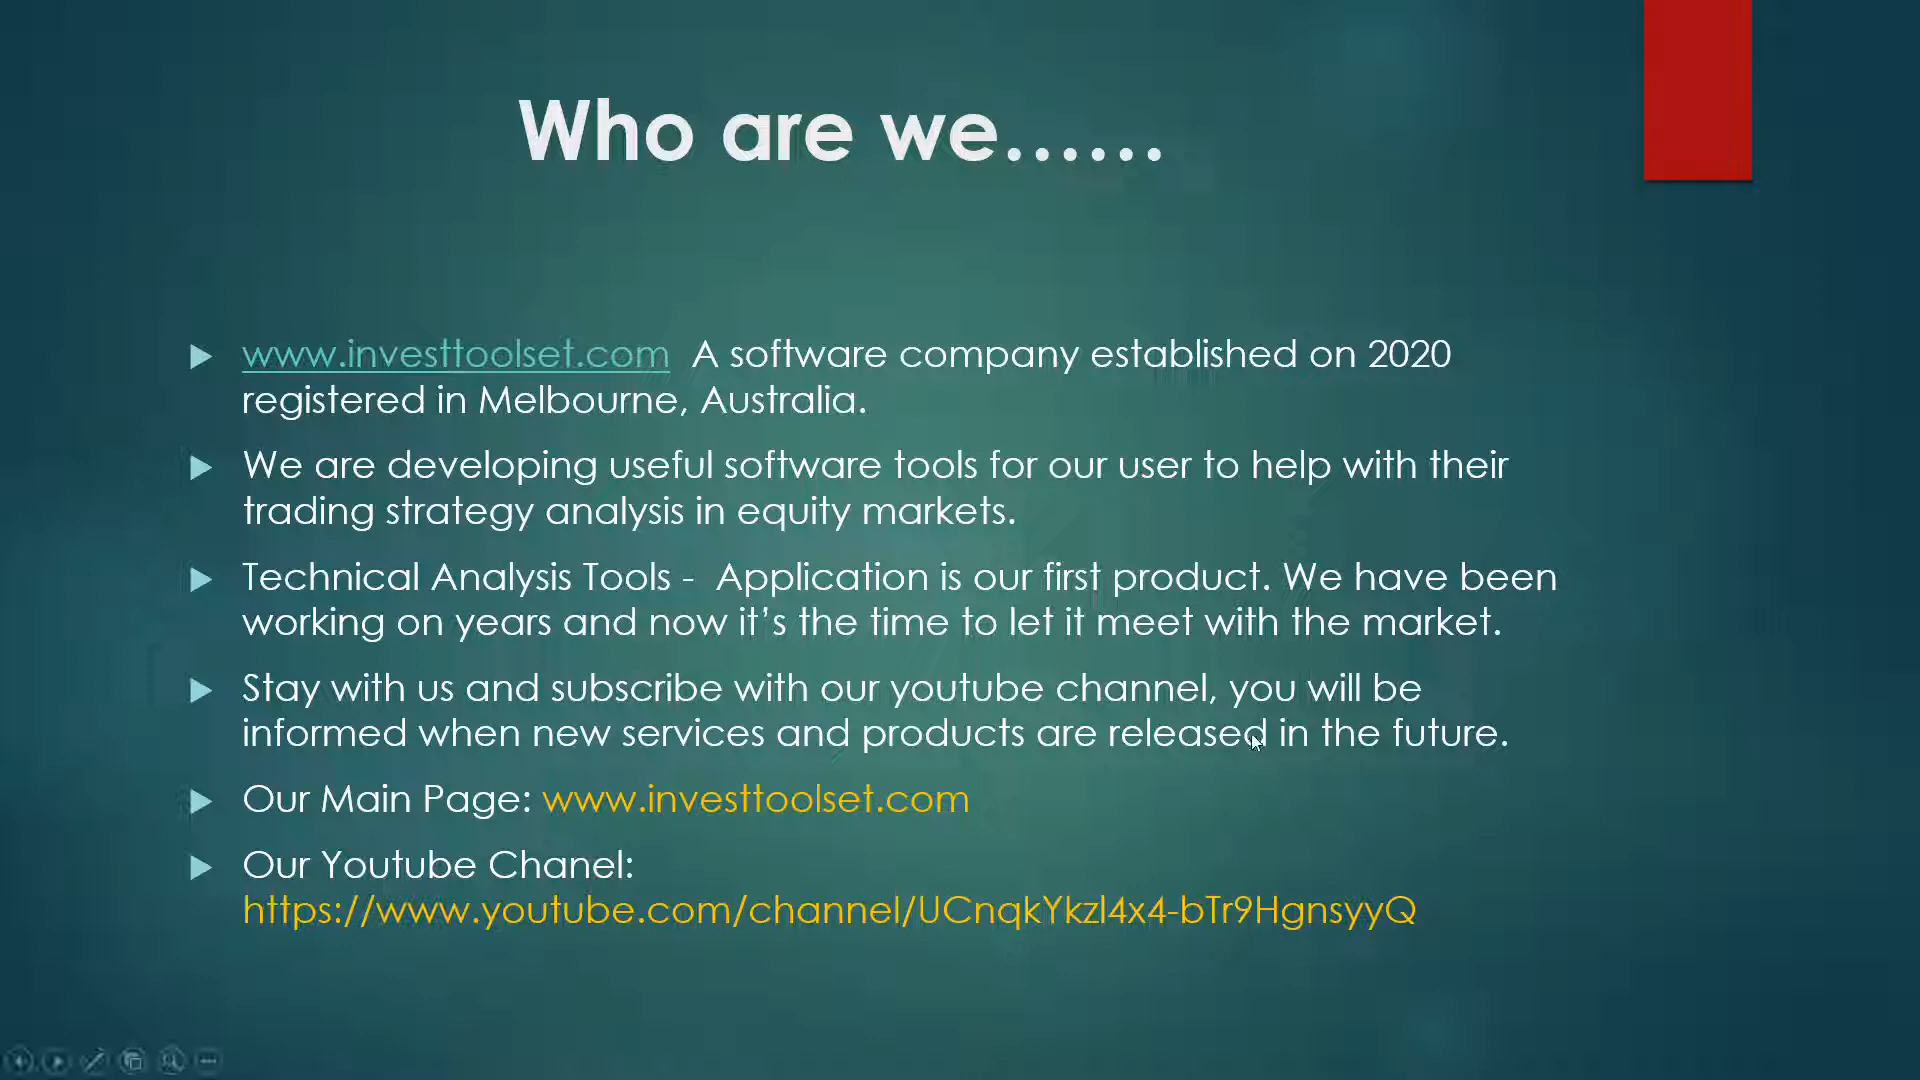 Who are we......
www.investtoolset.com A software company established on 2020
registered in Melbourne, Australia.
We are developing useful software tools for our user to help with their
trading strategy analysis in equity markets.
Technical Analysis Tools - Application is our first product. We have been
working on years and now it's the time to let it meet with the market.
Stay with us and subscribe with our youtube channel, you will be
informed when new services and products are released in the future.
Our Main Page: www.investtoolset.com
Our Youtube Chanel:
https://www.youtube.com/channel/UCnqkYkzl4x4-bTr9HgnsyyQ